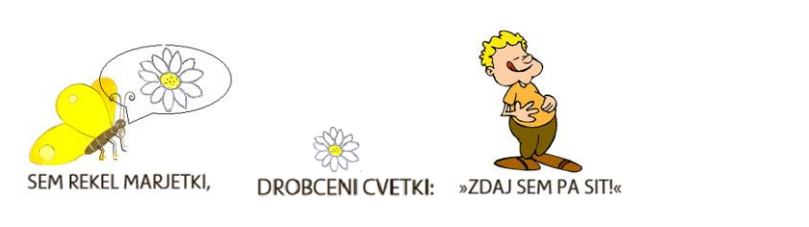 SEM REKEL MARJETKI,
DROBCENI CVETKI:
»ZDAJ SEM PA SIT!«